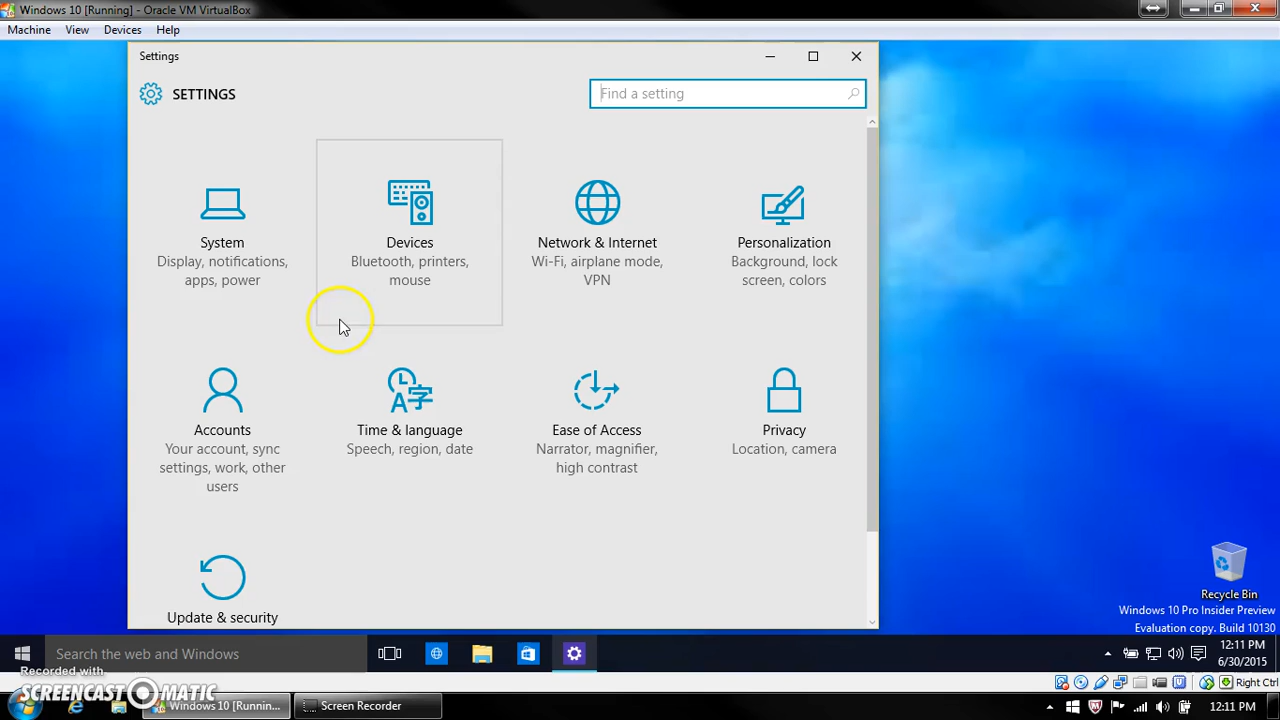 Windows 10 [Running] - Oracle VM VirtualBox
Machine View Devices Help
Settings
SETTINGS
Find a setting
System
Display, notifications,
apps, power
Devices
Bluetooth, printers,
mouse
Network & Internet
Wi-Fi, airplane mode,
VPN
Personalization
Background, lock
screen, colors
Accounts
Your account, sync
settings, work, other
users
Time & language
Speech, region, date
Ease of Access
Narrator, magnifier,
high contrast
Privacy
Location, camera
Update & security
Recycle Bin
Windows 10 Pro Insider Preview
Evaluation copy. Build 10130
Search the web and Windows
12:11 PM
6/30/2015
Recorded with
SCREENCAST MATIC
Right Ctrl
Windows 10 [Runnin...
Screen Recorder
12:11 PM